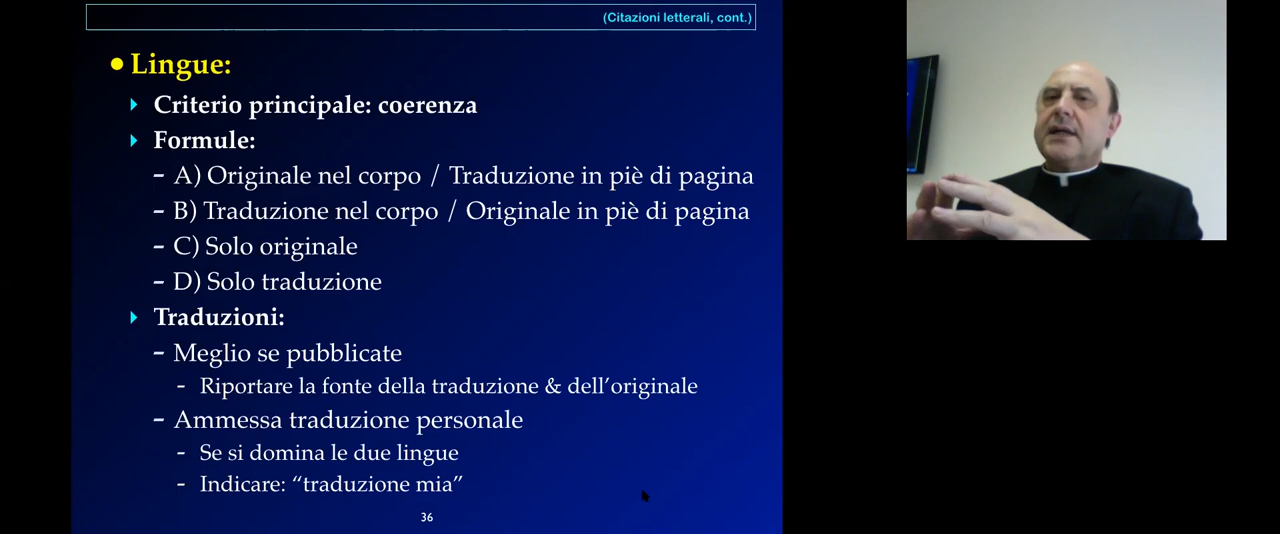 (Citazioni letterali, cont.)
• Lingue:
Criterio principale: coerenza
Formule:
– A) Originale nel corpo / Traduzione in piè di pagina
– B) Traduzione nel corpo / Originale in piè di pagina
– C) Solo originale
– D) Solo traduzione
Traduzioni:
– Meglio se pubblicate
- Riportare la fonte della traduzione & dell’originale
– Ammessa traduzione personale
- Se si domina le due lingue
- Indicare: “traduzione mia”
36